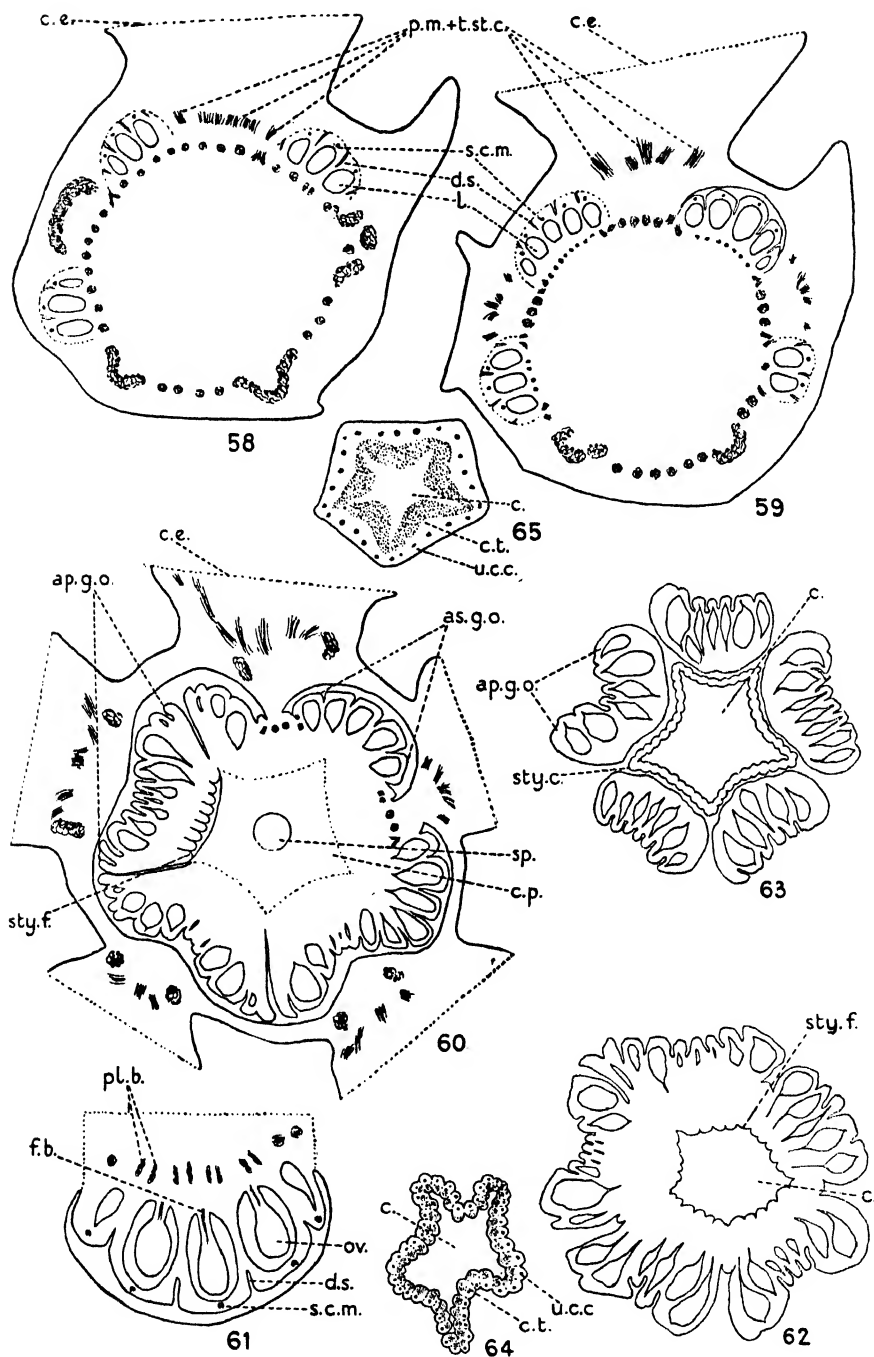 c.e.
p.m.+t.st.c.
c.e.
s.c.m.
d.s.
l.
58
59
c.
65
c.t.
u.c.c.
c.e.
ap.g.o.
as.g.o.
c.
ap.g.o.
sty.c.
sp.
c.p.
63
sty.f.
60
sty.f.
pl.b.
f.b.
c.
c.
ov.
d.s.
u.c.c
s.c.m.
c.t.
61
64
62